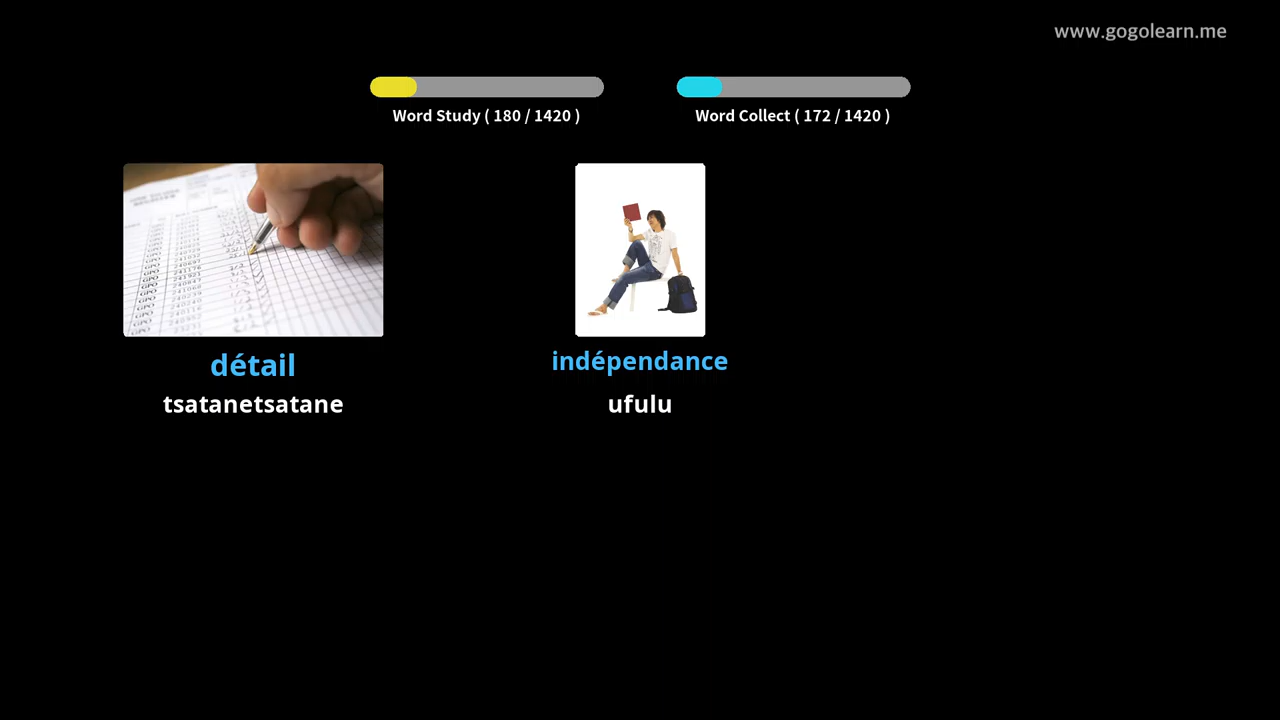 www.gogolearn.me
Word Study ( 180 / 1420 )
Word Collect ( 172 / 1420 )
détail
indépendance
tsatanetsatane
ufulu